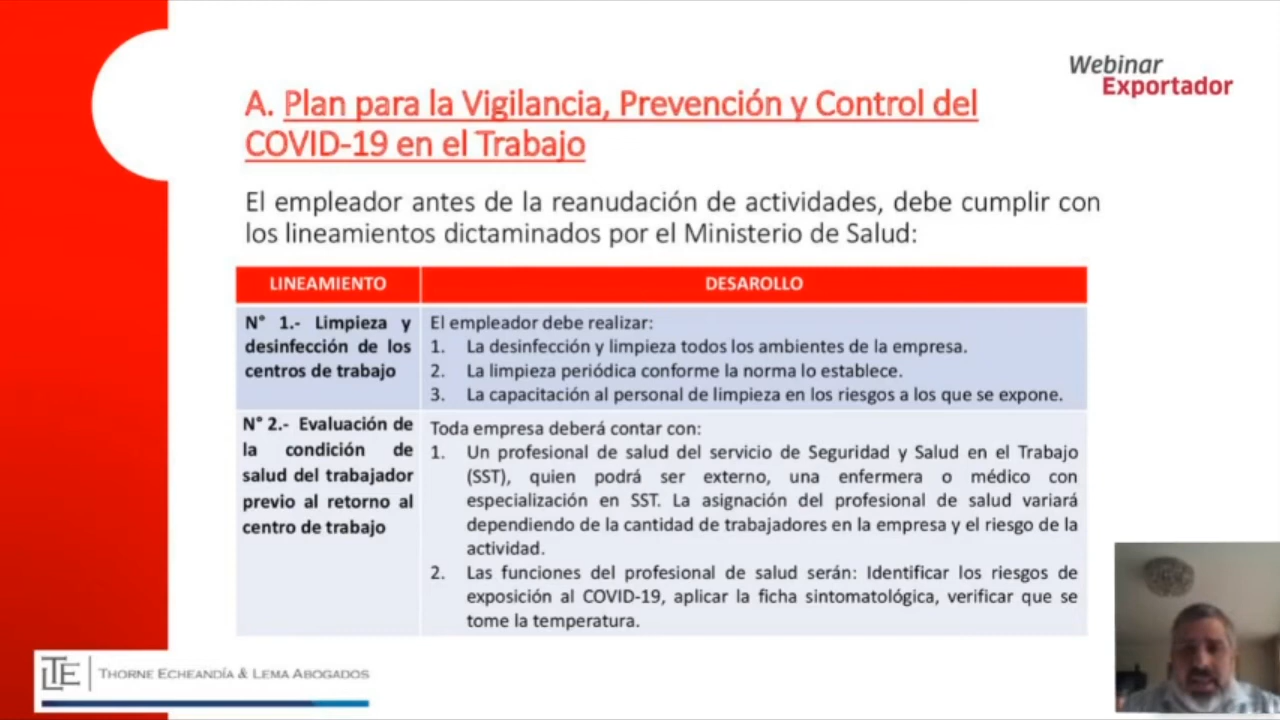 Webinar
Exportador
A. Plan para la Vigilancia, Prevención y Control del
COVID-19 en el Trabajo
El empleador antes de la reanudación de actividades, debe cumplir con
los lineamientos dictaminados por el Ministerio de Salud:
LINEAMIENTO
DESAROLLO
N° 1.- Limpieza y
desinfección de los
centros de trabajo
El empleador debe realizar:
1. La desinfección y limpieza todos los ambientes de la empresa.
2. La limpieza periódica conforme la norma lo establece.
3. La capacitación al personal de limpieza en los riesgos a los que se expone.
N° 2.- Evaluación de
la condición de
salud del trabajador
previo al retorno al
centro de trabajo
Toda empresa deberá contar con:
1. Un profesional de salud del servicio de Seguridad y Salud en el Trabajo
(SST), quien podrá ser externo, una enfermera o médico con
especialización en SST. La asignación del profesional de salud variará
dependiendo de la cantidad de trabajadores en la empresa y el riesgo de la
actividad.
2. Las funciones del profesional de salud serán: Identificar los riesgos de
exposición al COVID-19, aplicar la ficha sintomatológica, verificar que se
tome la temperatura.
LTE
THORNE ECHEANDÍA & LEMA ABOGADOS